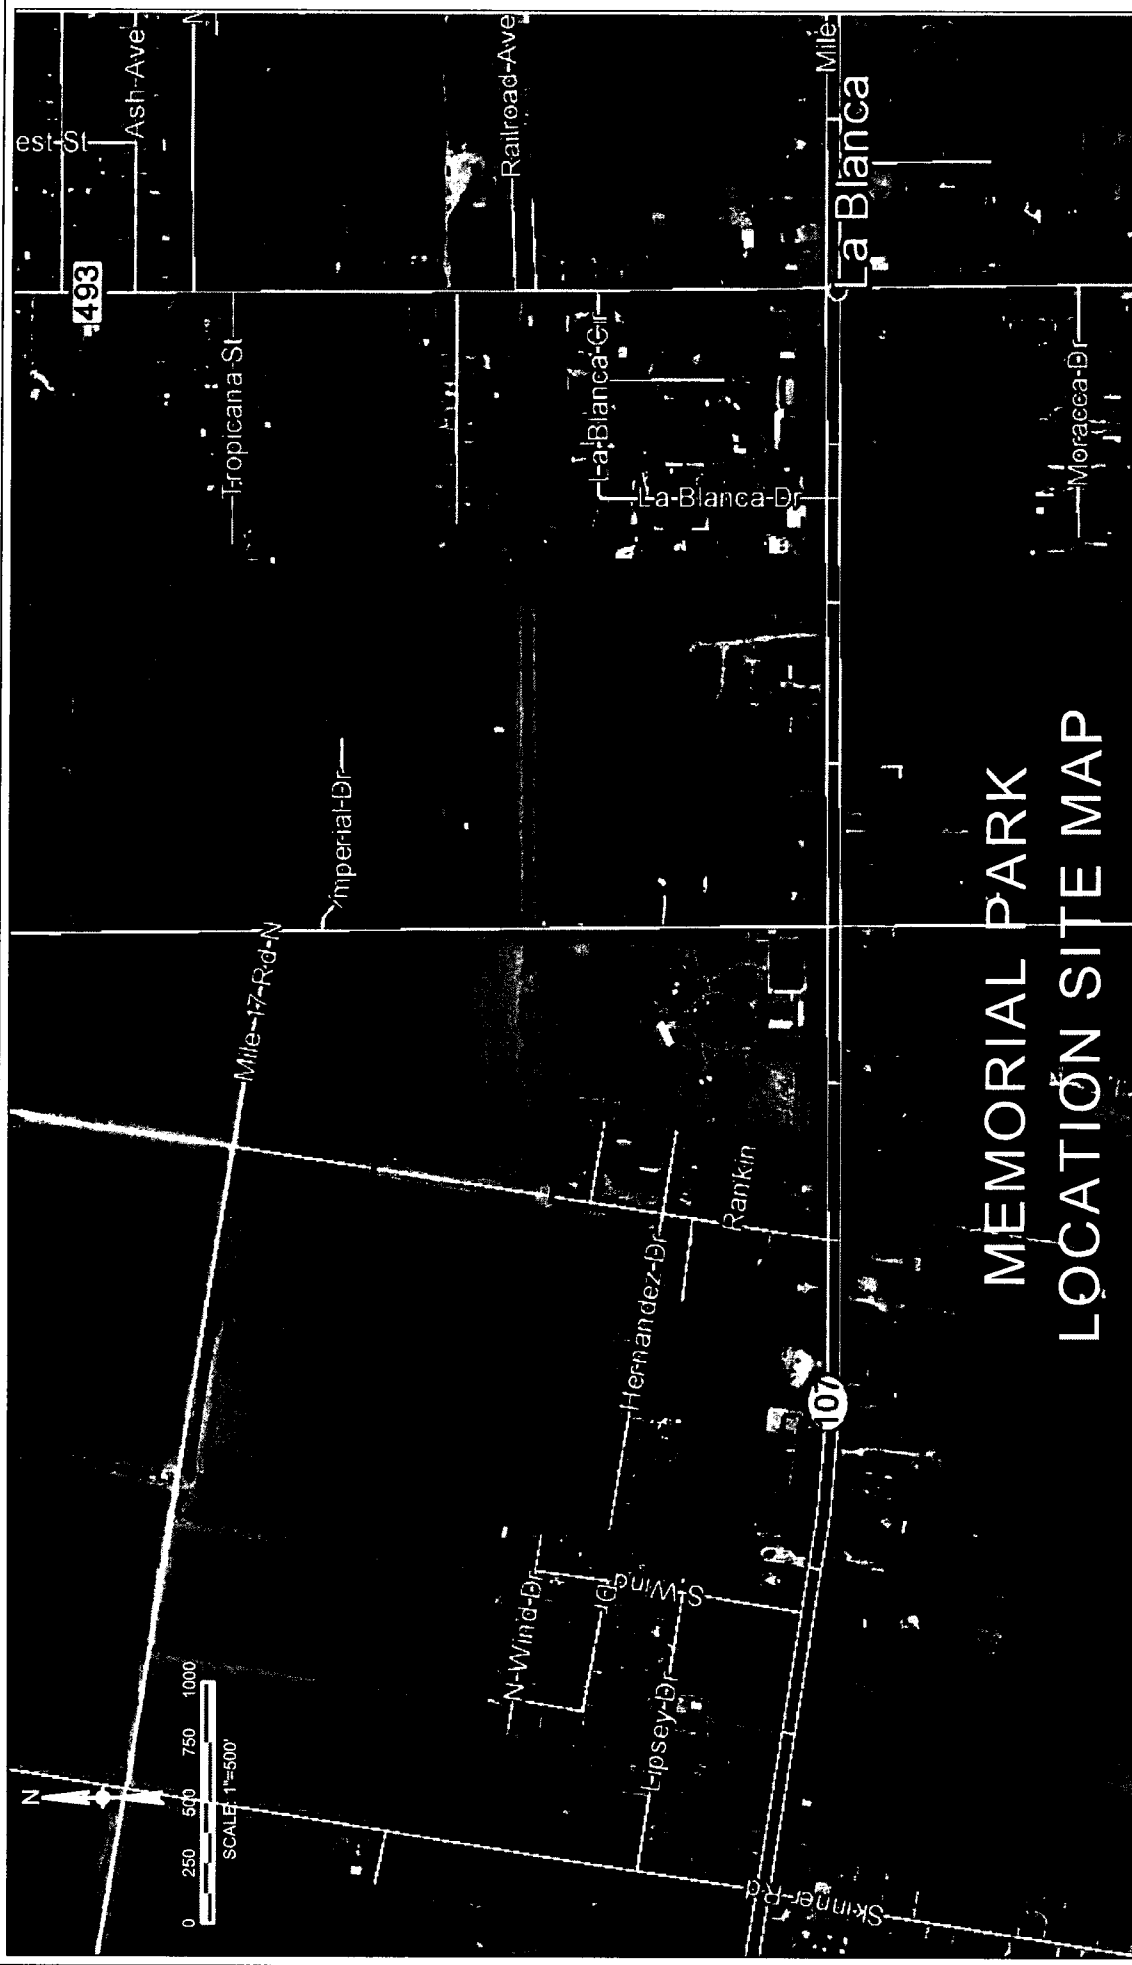 N
0 250 500 750 1000
SCALE: 1"=500'
Mile-17-Rd-N
Imperial-Dr
Tropicana-St
493
est-St
Ash-Ave
N
Railroad-Ave
La-Blanca-Cir
La-Blanca-Dr
N-Wind-Dr
Dr
S-Wind
Lipsey-Dr
Hernandez-Dr
Rankin
Skinner-Rd
107
Mile
La Blanca
Moracca-Dr
MEMORIAL PARK
LOCATION SITE MAP